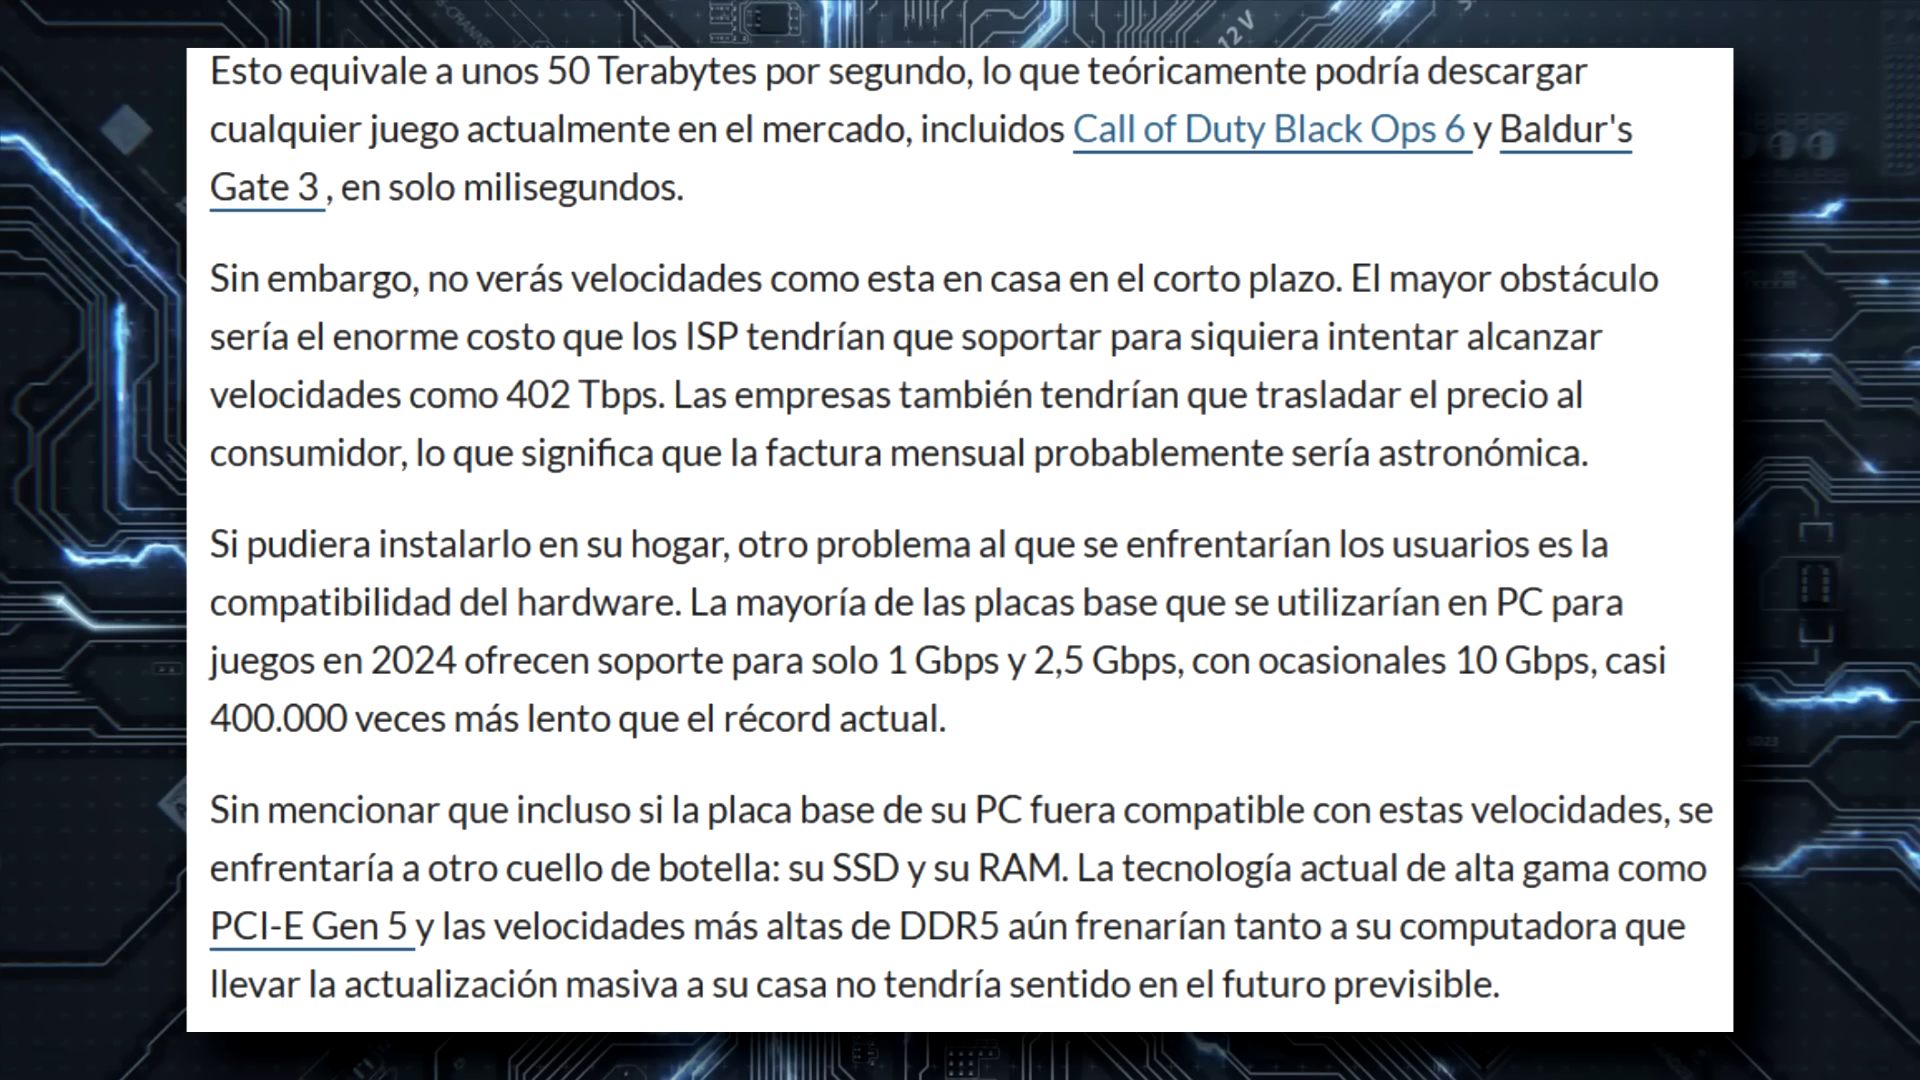 Esto equivale a unos 50 Terabytes por segundo, lo que teóricamente podría descargar
cualquier juego actualmente en el mercado, incluidos Call of Duty Black Ops 6 y Baldur's
Gate 3 , en solo milisegundos.
Sin embargo, no verás velocidades como esta en casa en el corto plazo. El mayor obstáculo
sería el enorme costo que los ISP tendrían que soportar para siquiera intentar alcanzar
velocidades como 402 Tbps. Las empresas también tendrían que trasladar el precio al
consumidor, lo que significa que la factura mensual probablemente sería astronómica.
Si pudiera instalarlo en su hogar, otro problema al que se enfrentarían los usuarios es la
compatibilidad del hardware. La mayoría de las placas base que se utilizarían en PC para
juegos en 2024 ofrecen soporte para solo 1 Gbps y 2,5 Gbps, con ocasionales 10 Gbps, casi
400.000 veces más lento que el récord actual.
Sin mencionar que incluso si la placa base de su PC fuera compatible con estas velocidades, se
enfrentaría a otro cuello de botella: su SSD y su RAM. La tecnología actual de alta gama como
PCI-E Gen 5 y las velocidades más altas de DDR5 aún frenarían tanto a su computadora que
llevar la actualización masiva a su casa no tendría sentido en el futuro previsible.
12V